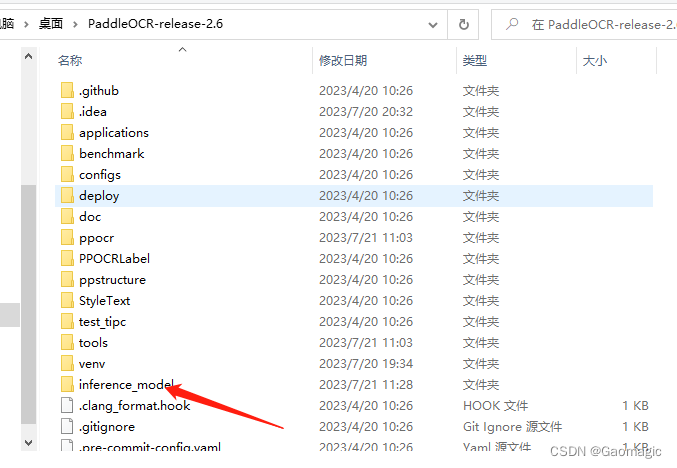 电脑 › 桌面 › PaddleOCR-release-2.6 在 PaddleOCR-release-2.6
名称 修改日期 类型 大小
.github 2023/4/20 10:26 文件夹
.idea 2023/7/20 20:32 文件夹
applications 2023/4/20 10:26 文件夹
benchmark 2023/4/20 10:26 文件夹
configs 2023/4/20 10:26 文件夹
deploy 2023/4/20 10:26 文件夹
doc 2023/4/20 10:26 文件夹
ppocr 2023/7/21 11:03 文件夹
PPOCRLabel 2023/4/20 10:26 文件夹
ppstructure 2023/4/20 10:26 文件夹
StyleText 2023/4/20 10:26 文件夹
test_tipc 2023/4/20 10:26 文件夹
tools 2023/7/21 11:03 文件夹
venv 2023/7/20 19:34 文件夹
inference_model 2023/7/21 11:28 文件夹
.clang_format.hook 2023/4/20 10:26 HOOK 文件 1 KB
.gitignore 2023/4/20 10:26 Git Ignore 源文件 1 KB
.pre-commit-config.yaml 2023/4/20 10:26 Yaml 源文件 1 KB
CSDN @Gaomagic